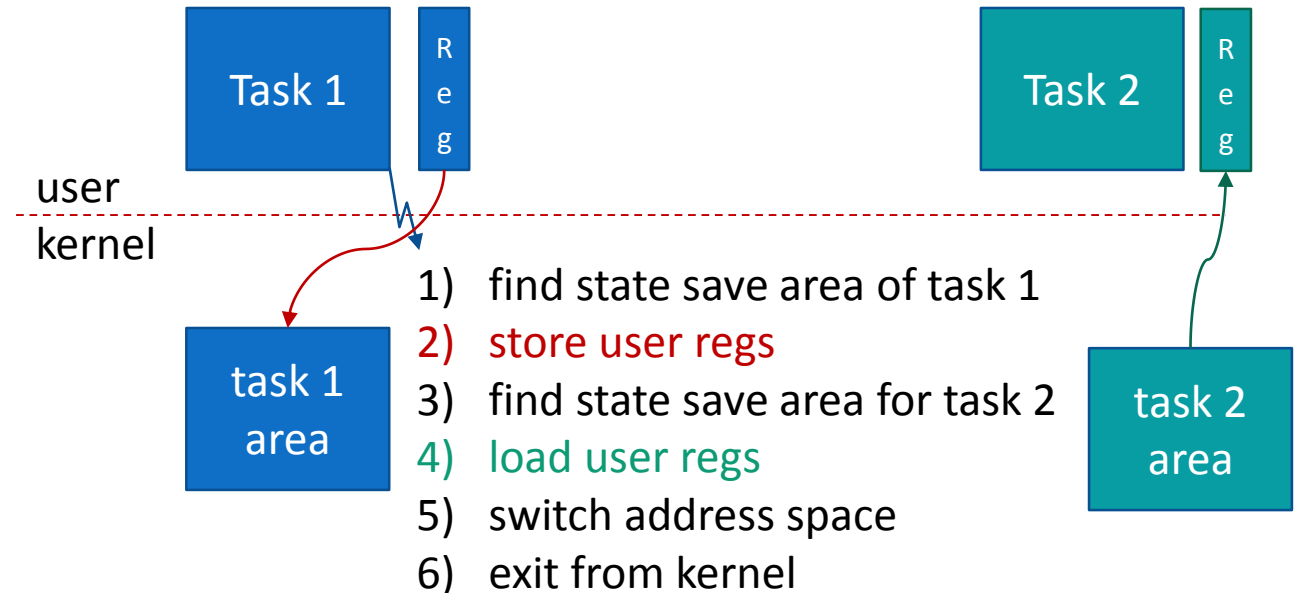 Task 1
R
e
g
Task 2
R
e
g
user
kernel
1) find state save area of task 1
2) store user regs
3) find state save area for task 2
4) load user regs
5) switch address space
6) exit from kernel
task 1
area
task 2
area